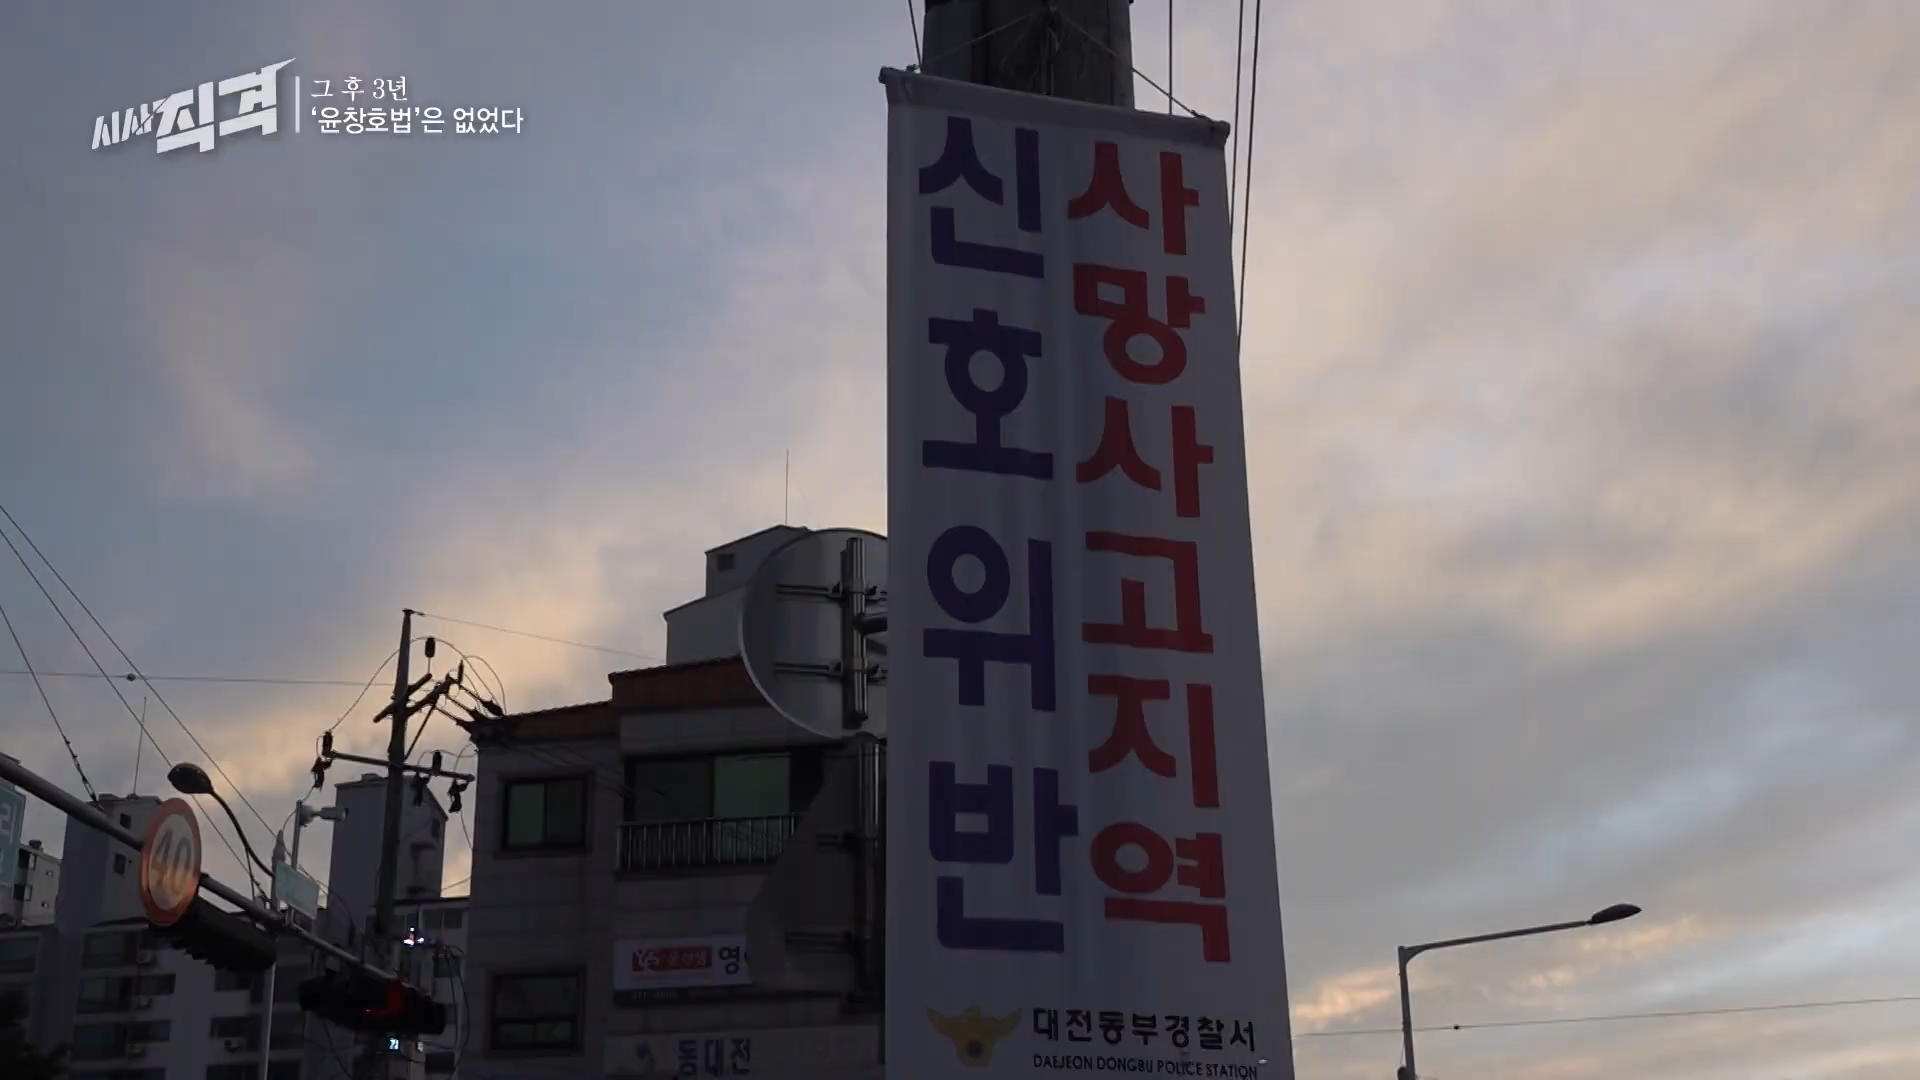 시사 직격
그 후 3년
‘윤창호법’은 없었다
신호위반
사망사고지역
대전동부경찰서
DAEJEON DONGBU POLICE STATION
40
동대전